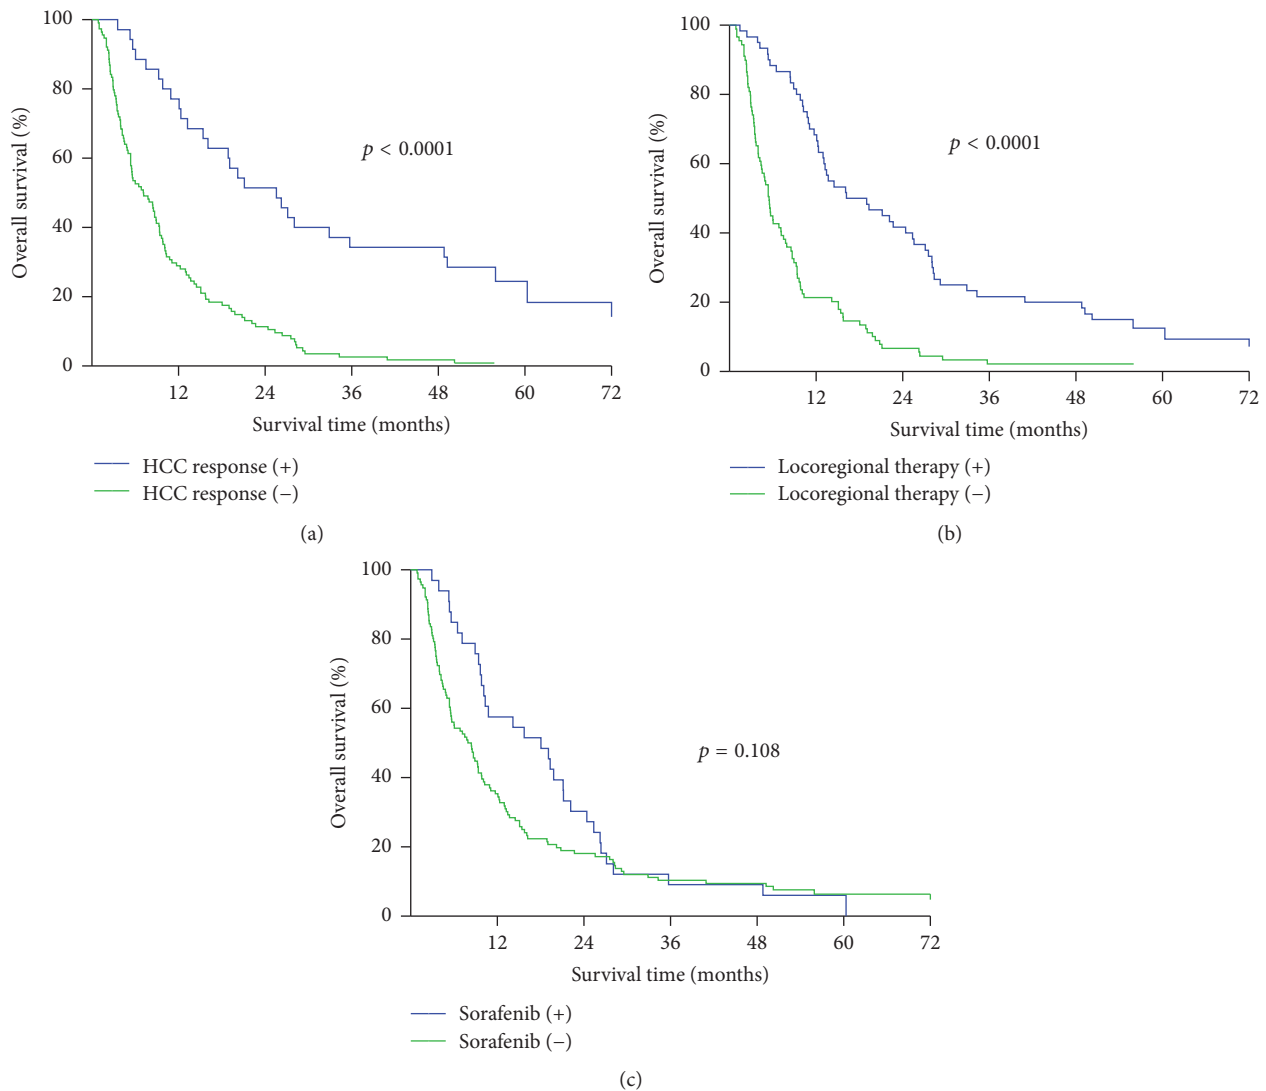 100
80
60
40
20
0
Overall survival (%)
p < 0.0001
12 24 36 48 60 72
Survival time (months)
HCC response (+)
HCC response (−)
(a)
100
80
60
40
20
0
Overall survival (%)
p < 0.0001
12 24 36 48 60 72
Survival time (months)
Locoregional therapy (+)
Locoregional therapy (−)
(b)
100
80
60
40
20
0
Overall survival (%)
p = 0.108
12 24 36 48 60 72
Survival time (months)
Sorafenib (+)
Sorafenib (−)
(c)